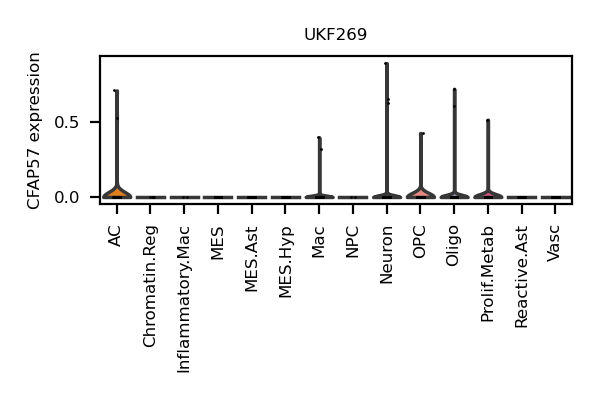 UKF269
CFAP57 expression
0.5
0.0
AC
Chromatin.Reg
Inflammatory.Mac
MES
MES.Ast
MES.Hyp
Mac
NPC
Neuron
OPC
Oligo
Prolif.Metab
Reactive.Ast
Vasc